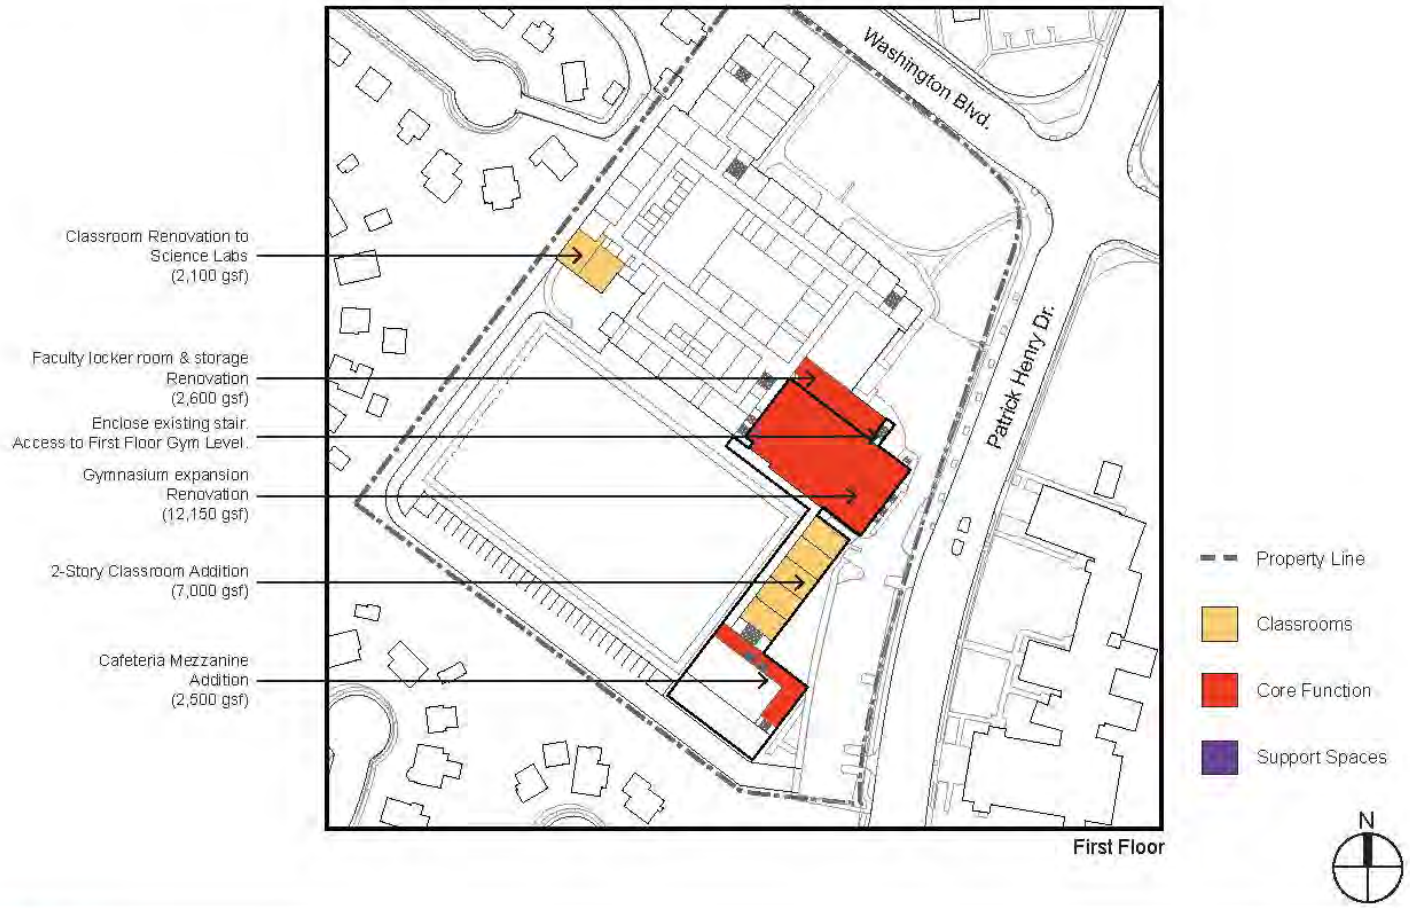 Washington Blvd.
Classroom Renovation to
Science Labs
(2,100 gsf)
Faculty locker room & storage
Renovation
(2,600 gsf)
Enclose existing stair.
Access to First Floor Gym Level.
Gymnasium expansion
Renovation
(12,150 gsf)
2-Story Classroom Addition
(7,000 gsf)
Cafeteria Mezzanine
Addition
(2,500 gsf)
Patrick Henry Dr.
Property Line
Classrooms
Core Function
Support Spaces
First Floor
N